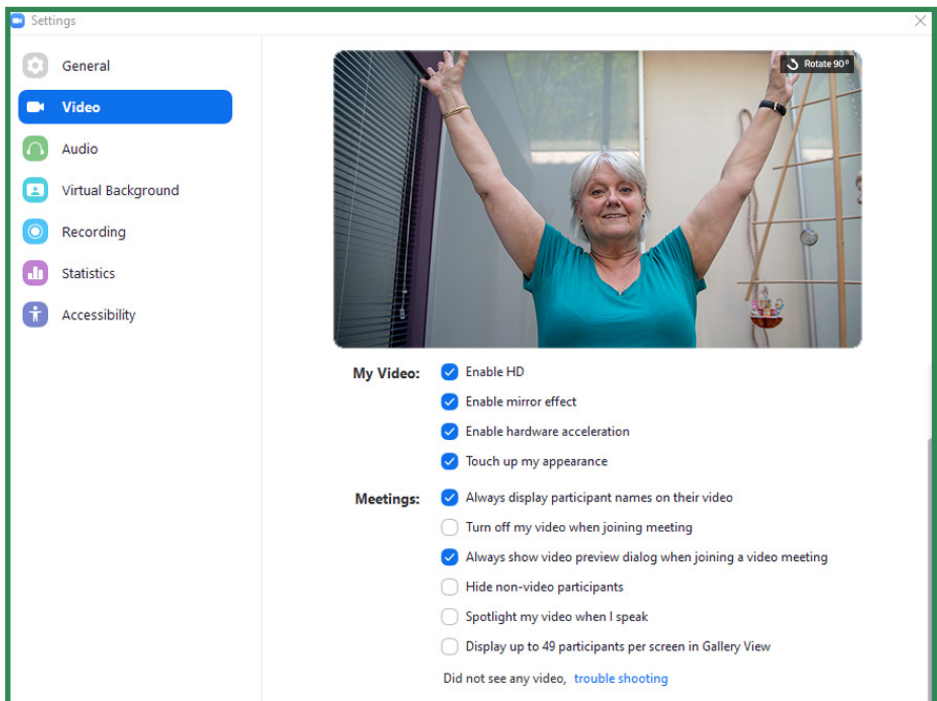 Settings
General
Video
Audio
Virtual Background
Recording
Statistics
Accessibility
Rotate 90°
My Video: Enable HD
Enable mirror effect
Enable hardware acceleration
Touch up my appearance
Meetings: Always display participant names on their video
Turn off my video when joining meeting
Always show video preview dialog when joining a video meeting
Hide non-video participants
Spotlight my video when I speak
Display up to 49 participants per screen in Gallery View
Did not see any video, trouble shooting